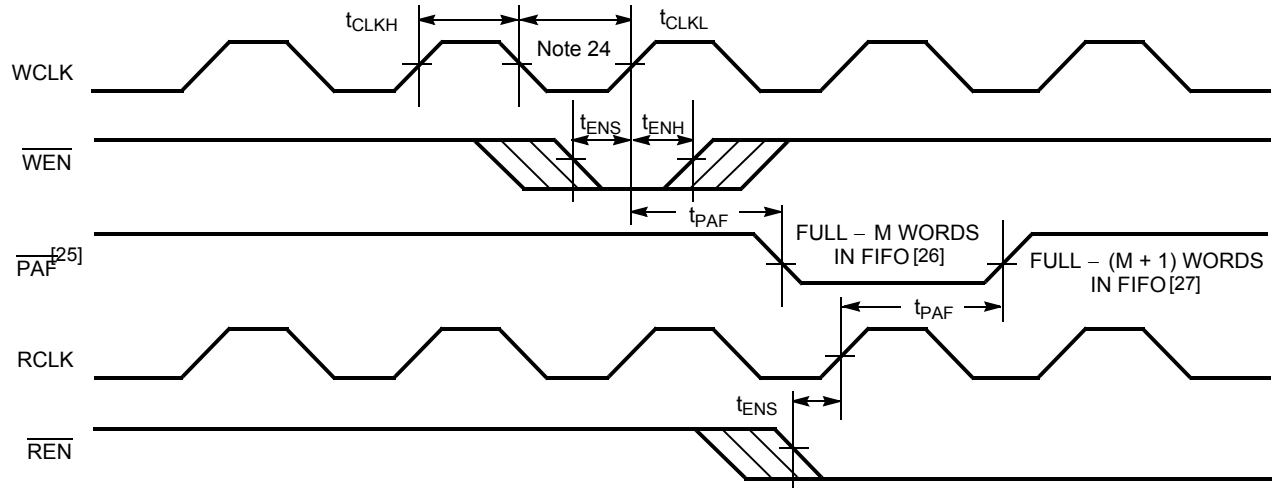 tCLKH
tCLKL
Note 24
WCLK
tENS
tENH
WEN
tPAF
FULL – M WORDS
IN FIFO [26]
PAF[25]
FULL – (M + 1) WORDS
IN FIFO [27]
tPAF
RCLK
tENS
REN